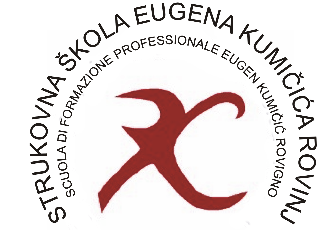 STRUKOVNA ŠKOLA EUGENA KUMIČIĆA ROVINJ
SCUOLA DI FORMAZIONE PROFESSIONALE EUGEN KUMIČIĆ ROVIGNO